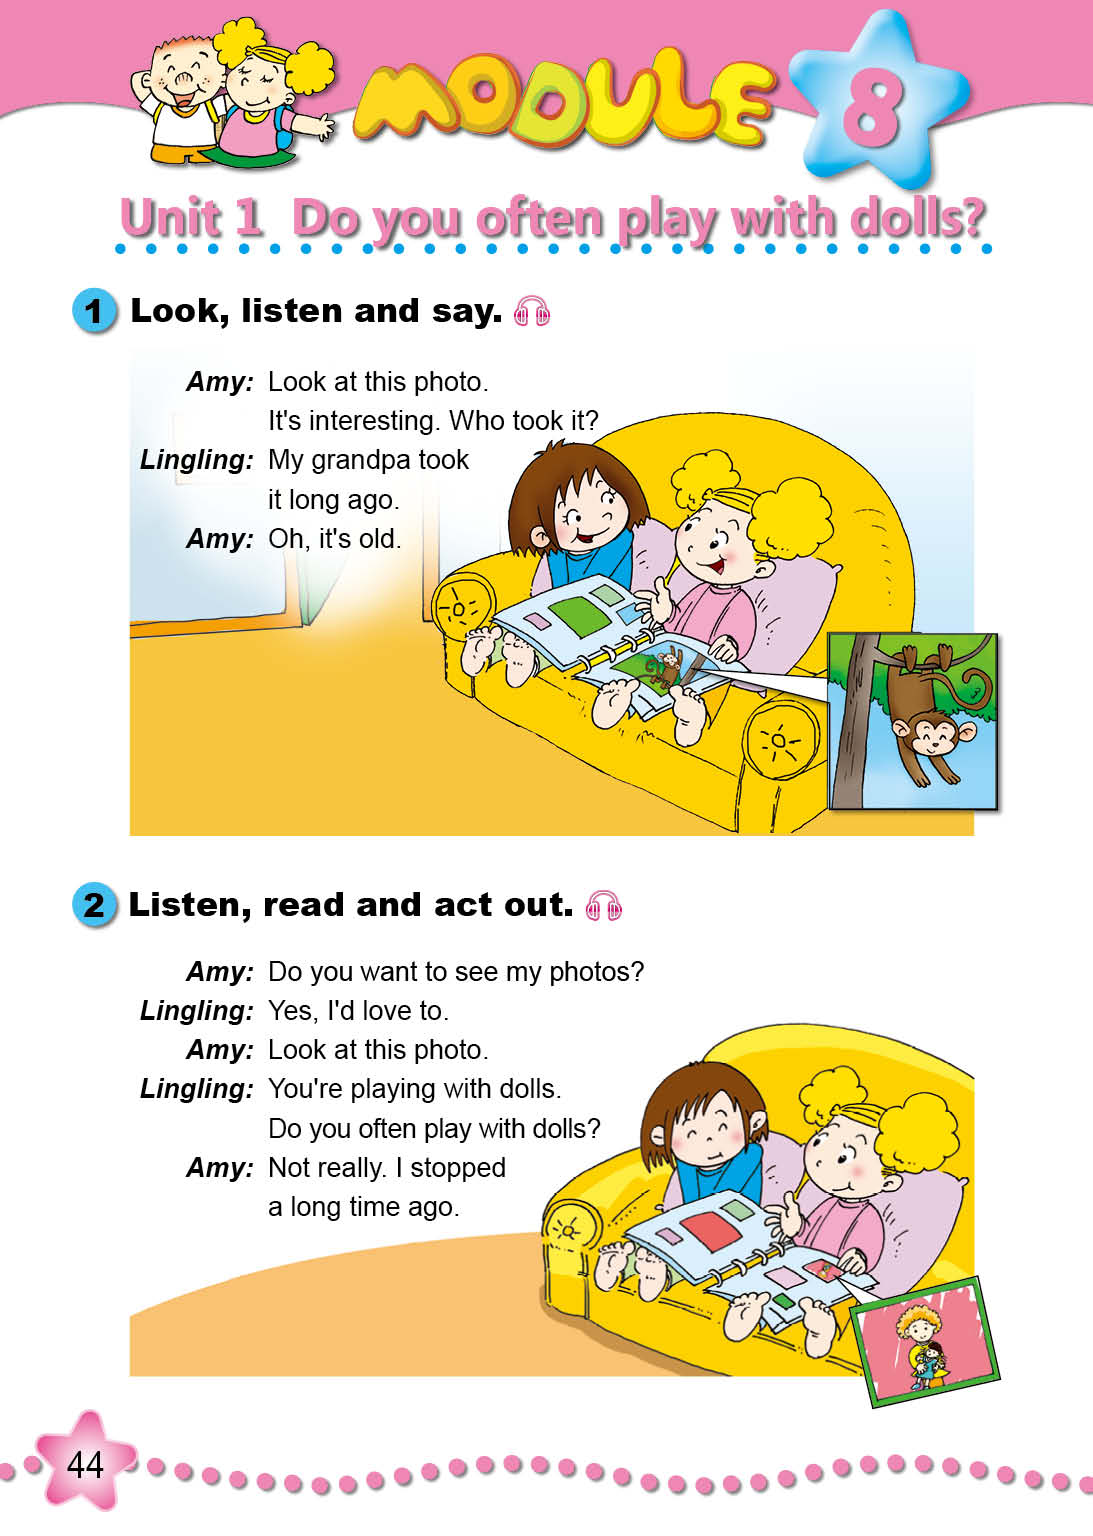 MODULE 8
Unit 1 Do you often play with dolls?
1 Look, listen and say.
Amy: Look at this photo.
It's interesting. Who took it?
Lingling: My grandpa took
it long ago.
Amy: Oh, it's old.
2 Listen, read and act out.
Amy: Do you want to see my photos?
Lingling: Yes, I'd love to.
Amy: Look at this photo.
Lingling: You're playing with dolls.
Do you often play with dolls?
Amy: Not really. I stopped
a long time ago.
44